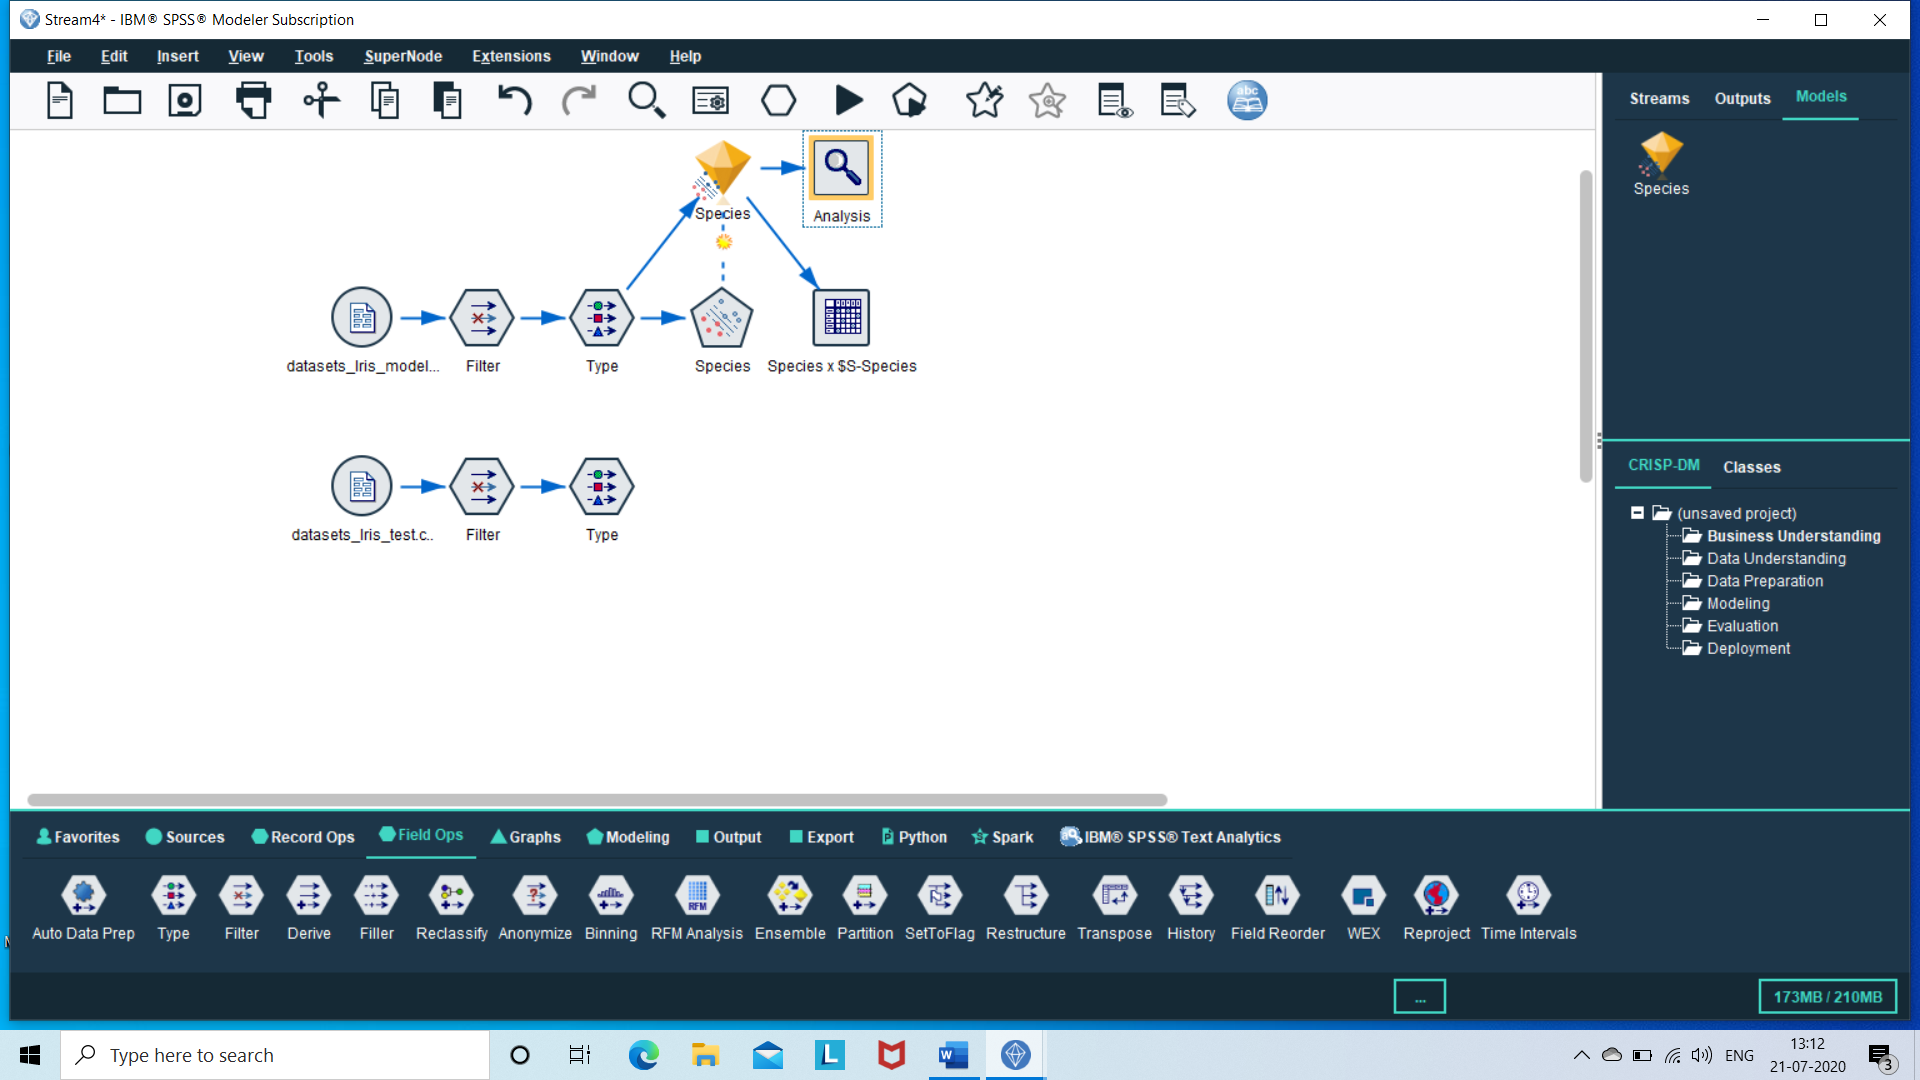 Stream4* - IBM® SPSS® Modeler Subscription
File Edit Insert View Tools SuperNode Extensions Window Help
abc
Streams Outputs Models
Species
Species
Analysis
datasets_Iris_model... Filter Type Species Species x $S-Species
datasets_Iris_test.c.. Filter Type
CRISP-DM Classes
(unsaved project)
Business Understanding
Data Understanding
Data Preparation
Modeling
Evaluation
Deployment
Favorites Sources Record Ops Field Ops Graphs Modeling Output Export Python Spark IBM® SPSS® Text Analytics
RFM
Auto Data Prep Type Filter Derive Filler Reclassify Anonymize Binning RFM Analysis Ensemble Partition SetToFlag Restructure Transpose History Field Reorder WEX Reproject Time Intervals
... 173MB / 210MB
Type here to search
L
W
ENG
13:12
21-07-2020
3